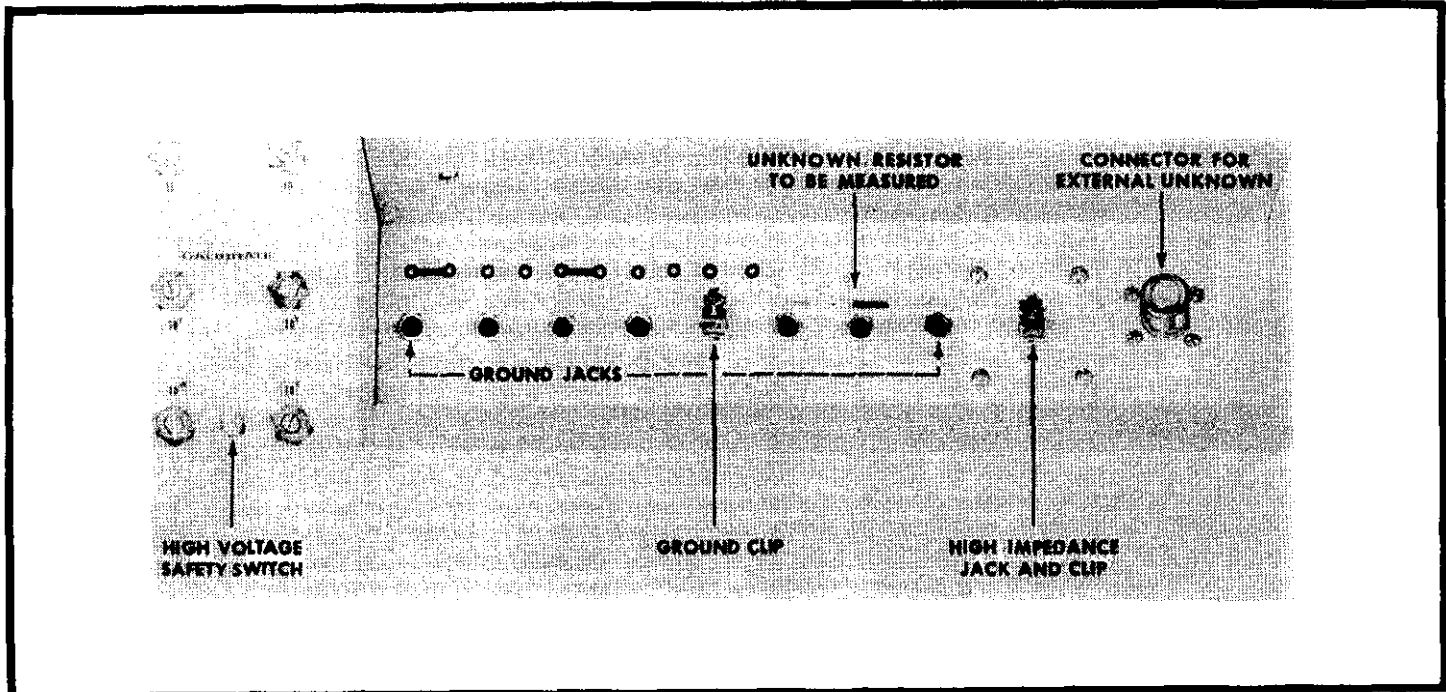 UNKNOWN RESISTOR
TO BE MEASURED
CONNECTOR FOR
EXTERNAL UNKNOWN
CALIBRATE
GROUND JACKS
HIGH VOLTAGE
SAFETY SWITCH
GROUND CLIP
HIGH IMPEDANCE
JACK AND CLIP